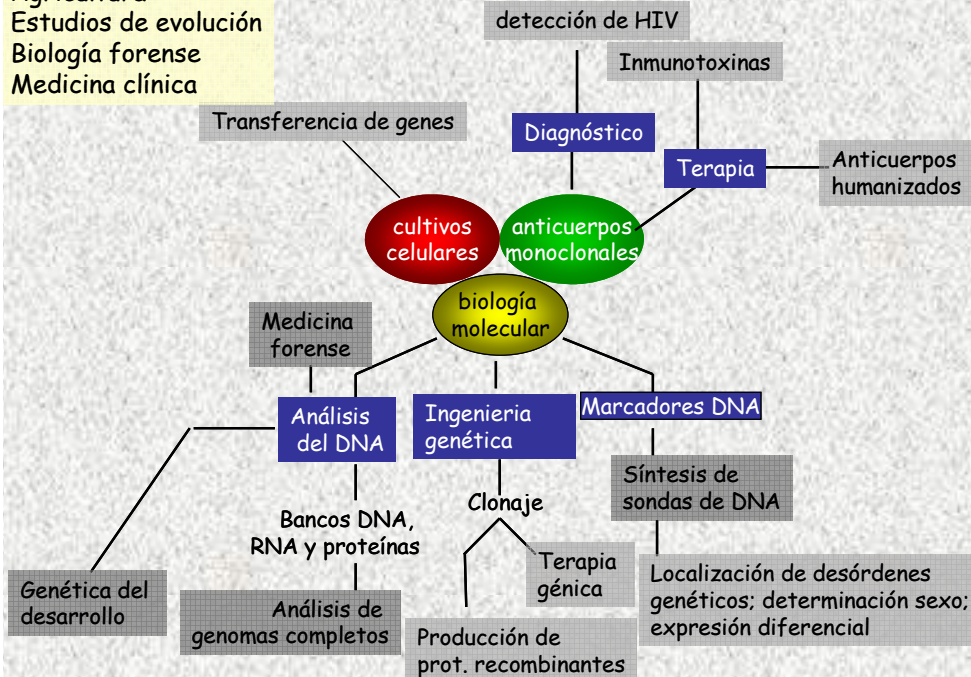 Agricultura
Estudios de evolución
Biología forense
Medicina clínica
detección de HIV
Inmunotoxinas
Transferencia de genes
Diagnóstico
Terapia
Anticuerpos
humanizados
cultivos
celulares
anticuerpos
monoclonales
biología
molecular
Medicina
forense
Análisis
del DNA
Ingenieria
genética
Marcadores DNA
Síntesis de
sondas de DNA
Clonaje
Bancos DNA,
RNA y proteínas
Terapia
génica
Localización de desórdenes
genéticos; determinación sexo;
expresión diferencial
Genética del
desarrollo
Análisis de
genomas completos
Producción de
prot. recombinantes